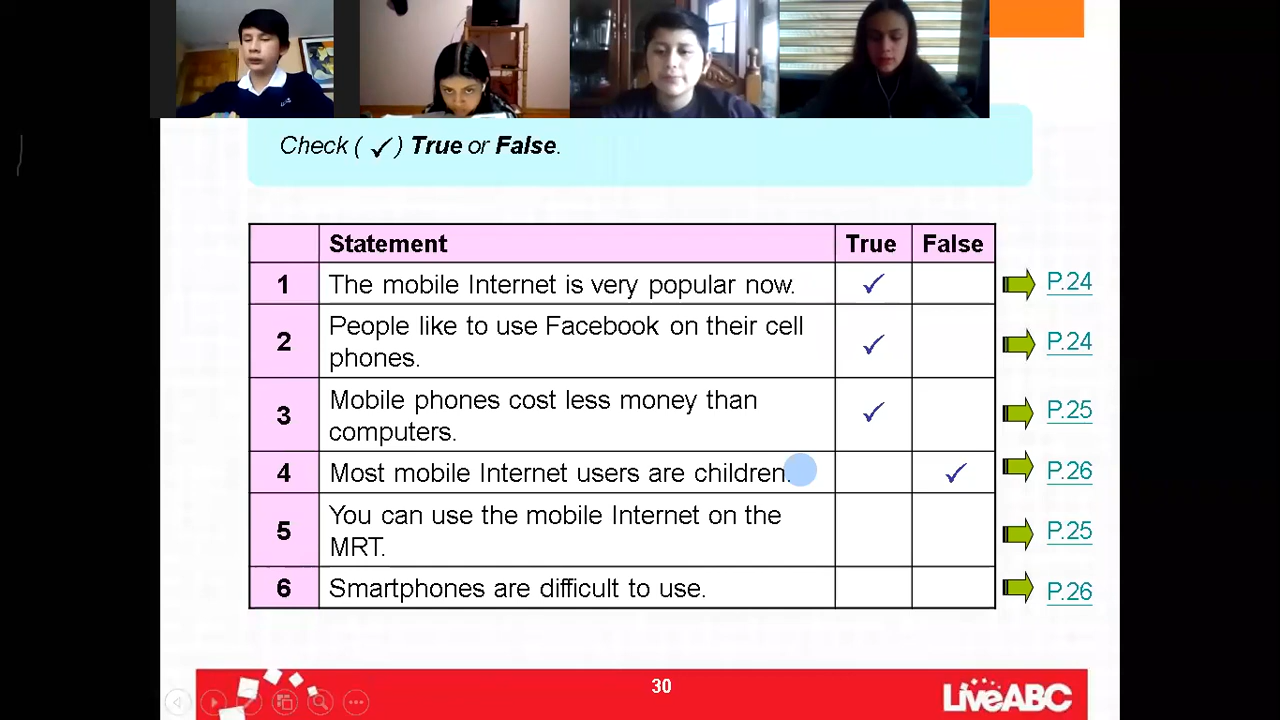 Check ( ✓ ) True or False.
Statement True False
1 The mobile Internet is very popular now. ✓ P.24
2 People like to use Facebook on their cell
phones. ✓ P.24
3 Mobile phones cost less money than
computers. ✓ P.25
4 Most mobile Internet users are children. ✓ P.26
5 You can use the mobile Internet on the
MRT. P.25
6 Smartphones are difficult to use. P.26
30
LiveABC